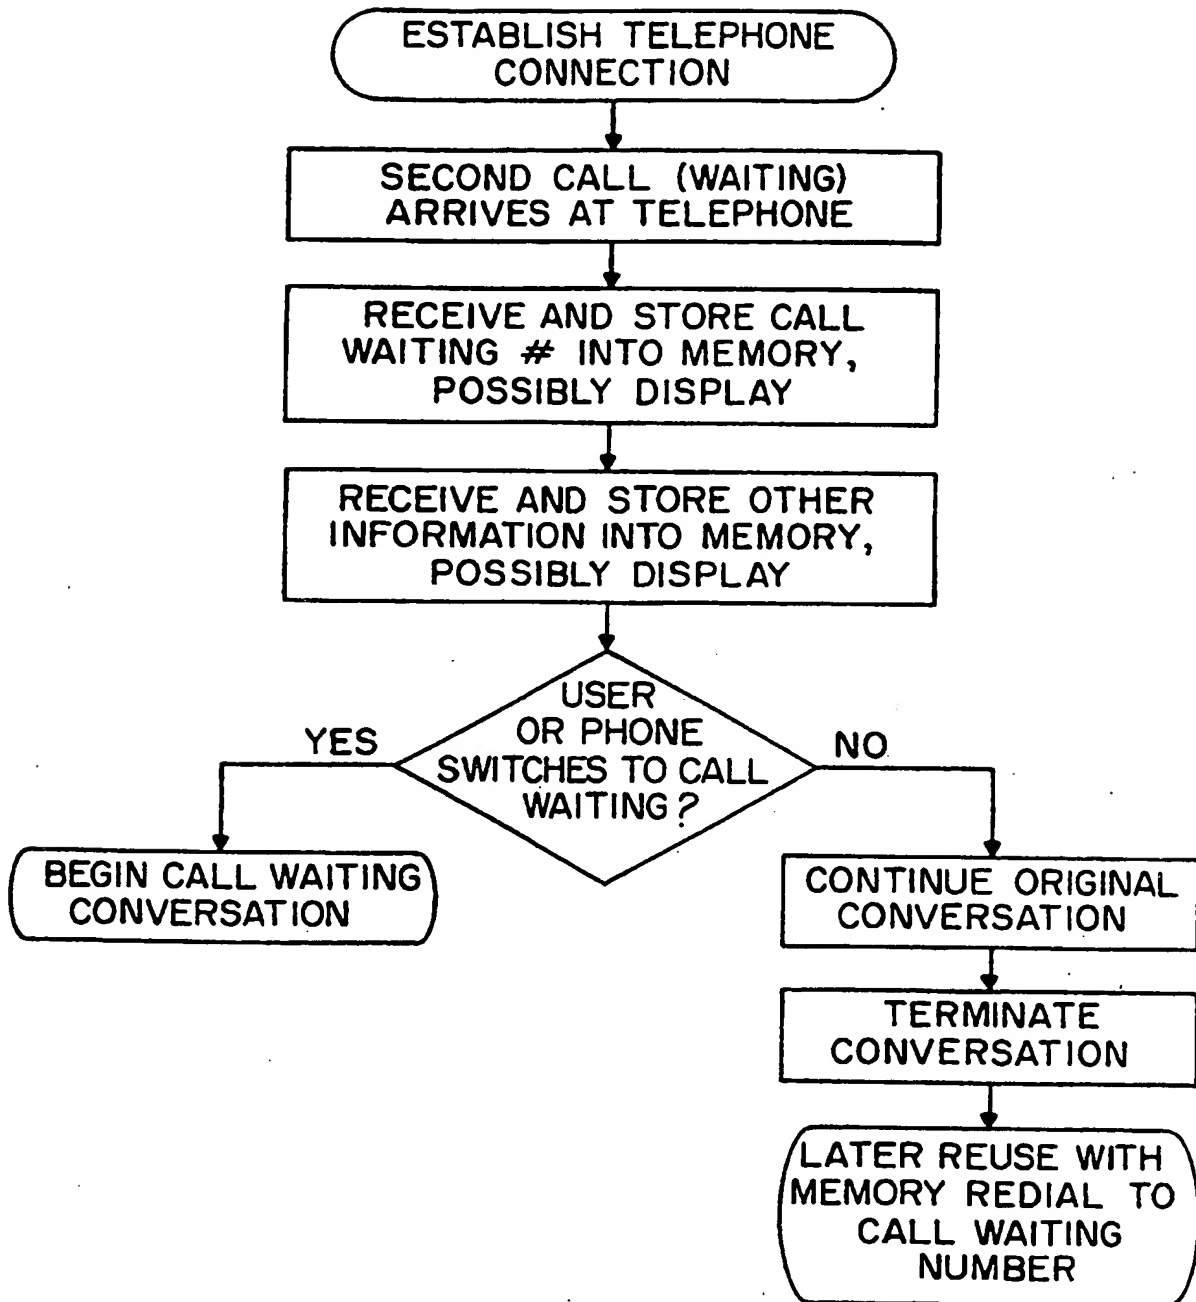 ESTABLISH TELEPHONE
CONNECTION
SECOND CALL (WAITING)
ARRIVES AT TELEPHONE
RECEIVE AND STORE CALL
WAITING # INTO MEMORY,
POSSIBLY DISPLAY
RECEIVE AND STORE OTHER
INFORMATION INTO MEMORY,
POSSIBLY DISPLAY
USER
OR PHONE
SWITCHES TO CALL
WAITING?
YES
NO
BEGIN CALL WAITING
CONVERSATION
CONTINUE ORIGINAL
CONVERSATION
TERMINATE
CONVERSATION
LATER REUSE WITH
MEMORY REDIAL TO
CALL WAITING
NUMBER